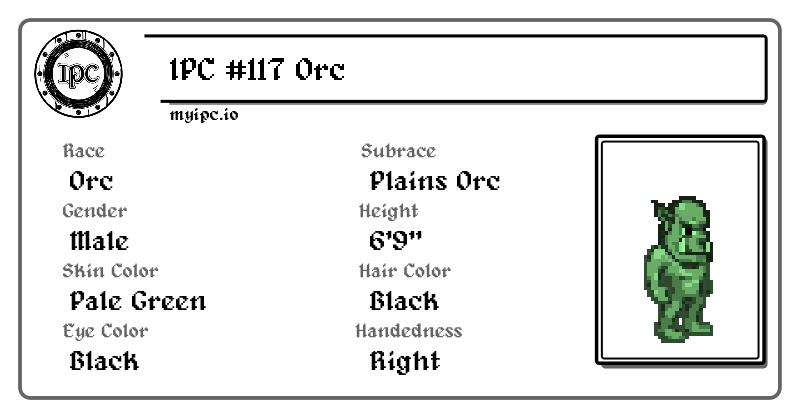 IPC
IPC #117 Orc
myipc.io
Race
Subrace
Orc
Plains Orc
Gender
Height
Male
6'9"
Skin Color
Hair Color
Pale Green
Black
Eye Color
Handedness
Black
Right